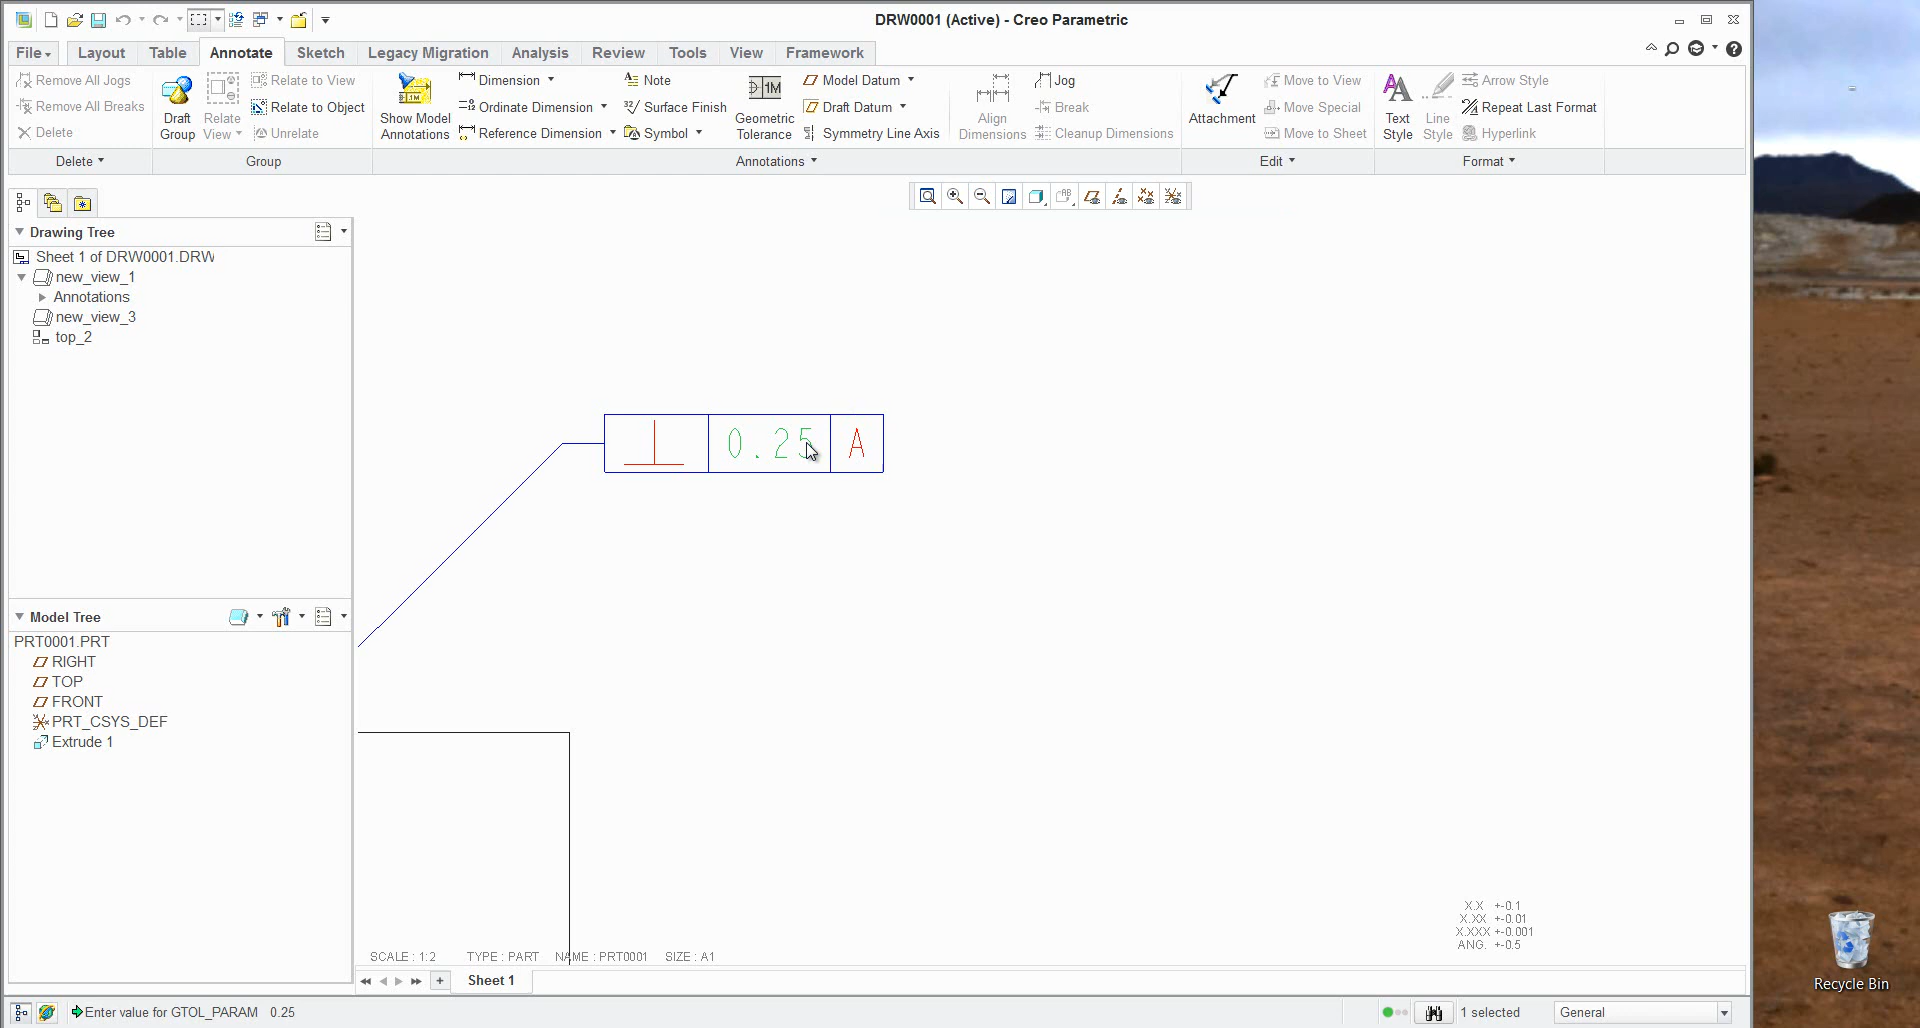 DRW0001 (Active) - Creo Parametric
File Layout Table Annotate Sketch Legacy Migration Analysis Review Tools View Framework
Remove All Jogs
Remove All Breaks
Delete
Draft Group
Relate View
Relate to View
Relate to Object
Unrelate
Show Model Annotations
Dimension
Ordinate Dimension
Reference Dimension
Note
Surface Finish
Symbol
Geometric Tolerance
Model Datum
Draft Datum
Symmetry Line Axis
Align Dimensions
Jog
Break
Cleanup Dimensions
Attachment
Move to View
Move Special
Move to Sheet
Text Style
Line Style
Arrow Style
Repeat Last Format
Hyperlink
Delete Group Annotations Edit Format
Drawing Tree
Sheet 1 of DRW0001.DRW
new_view_1
Annotations
new_view_3
top_2
0.25 A
Model Tree
PRT0001.PRT
RIGHT
TOP
FRONT
PRT_CSYS_DEF
Extrude 1
X.X +-0.1
X.XX +-0.01
X.XXX +-0.001
ANG. +-0.5
SCALE : 1:2 TYPE : PART NAME : PRT0001 SIZE : A1
Sheet 1
Recycle Bin
Enter value for GTOL_PARAM 0.25
1 selected
General